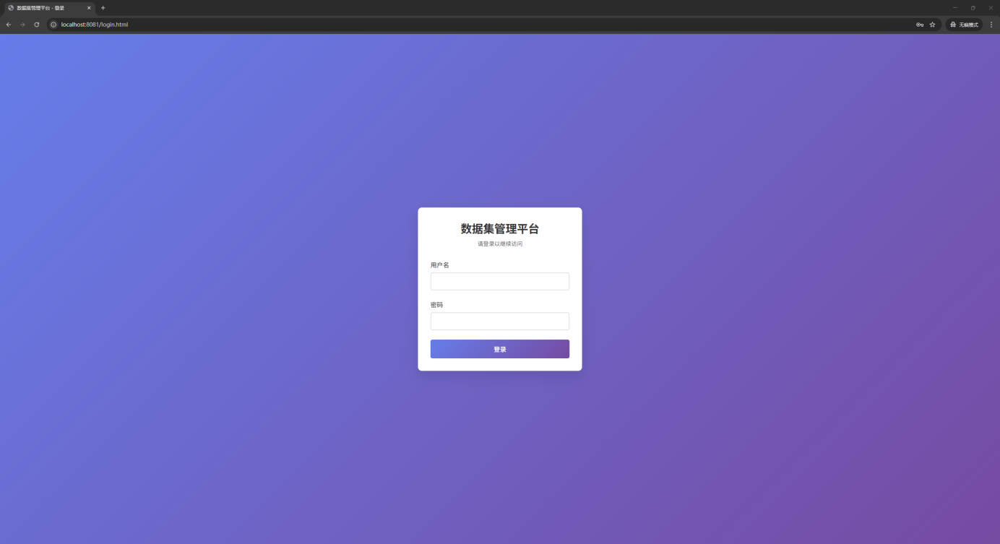 数据集管理平台 - 登录
localhost:8081/login.html
无痕模式
数据集管理平台
请登录以继续访问
用户名
密码
登录